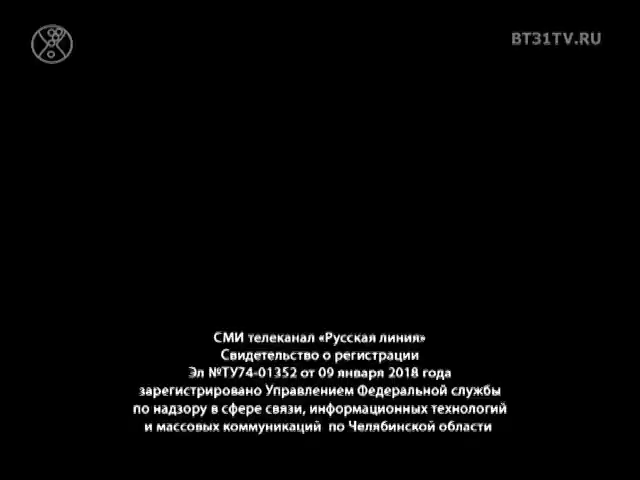 BT31TV.RU
СМИ телеканал «Русская линия»
Свидетельство о регистрации
Эл №ТУ74-01352 от 09 января 2018 года
зарегистрировано Управлением Федеральной службы
по надзору в сфере связи, информационных технологий
и массовых коммуникаций по Челябинской области